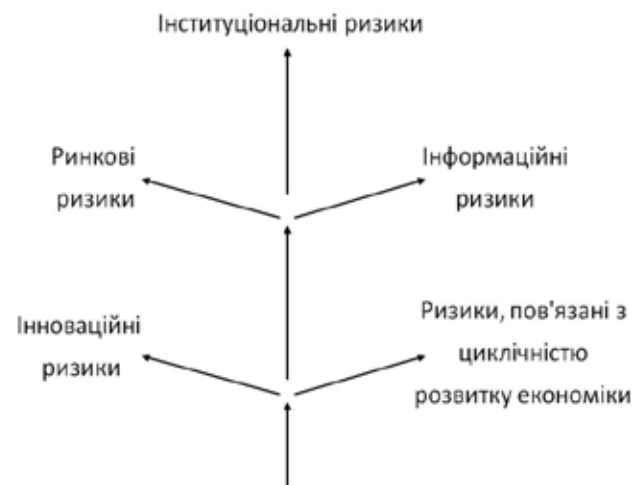 Інституціональні ризики
Ринкові
ризики
Інформаційні
ризики
Інноваційні
ризики
Ризики, пов'язані з
циклічністю
розвитку економіки